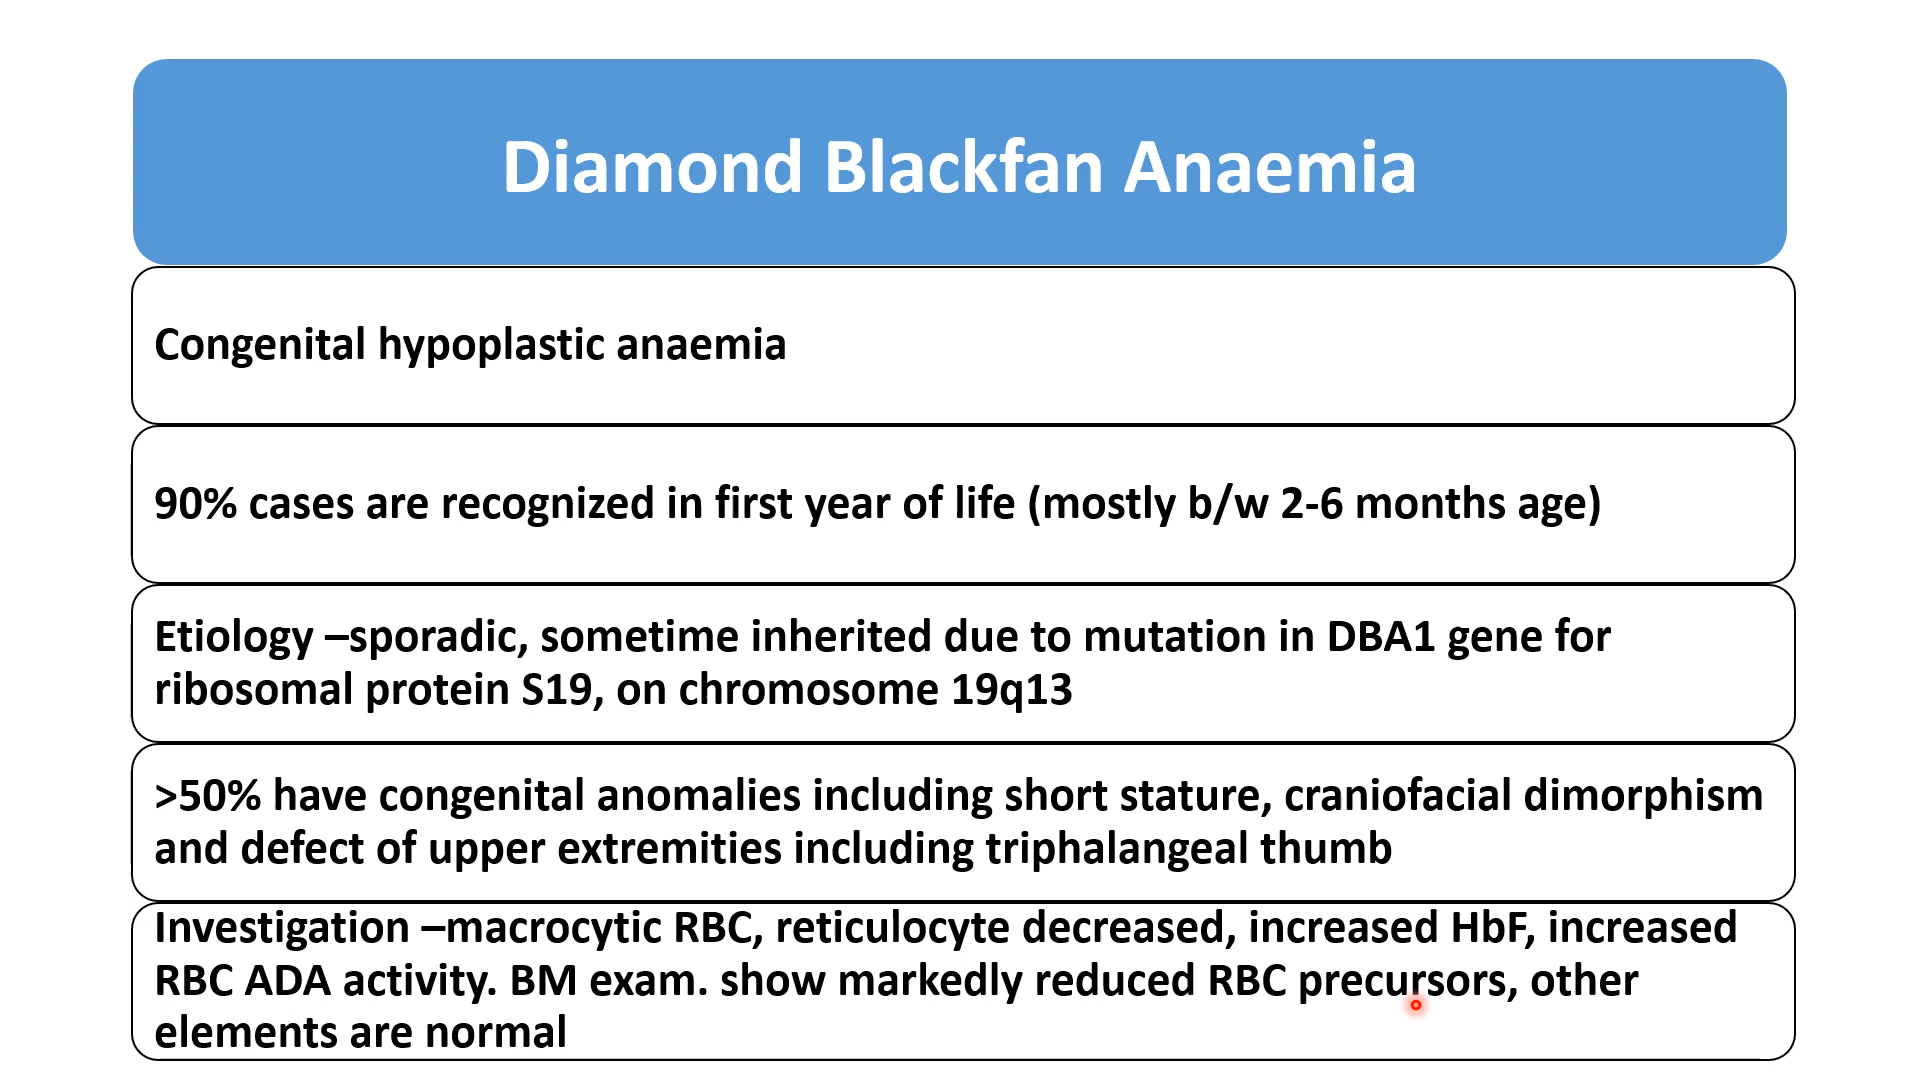 Diamond Blackfan Anaemia
Congenital hypoplastic anaemia
90% cases are recognized in first year of life (mostly b/w 2-6 months age)
Etiology –sporadic, sometime inherited due to mutation in DBA1 gene for
ribosomal protein S19, on chromosome 19q13
>50% have congenital anomalies including short stature, craniofacial dimorphism
and defect of upper extremities including triphalangeal thumb
Investigation –macrocytic RBC, reticulocyte decreased, increased HbF, increased
RBC ADA activity. BM exam. show markedly reduced RBC precursors, other
elements are normal